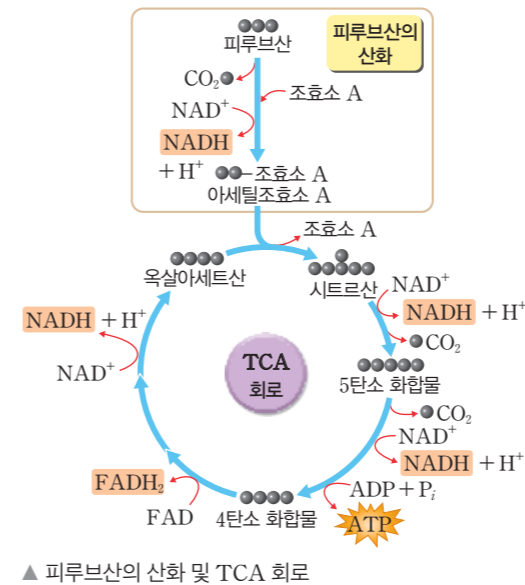 피루브산
피루브산의
산화
CO₂
조효소 A
NAD⁺
NADH
+ H⁺
조효소 A
아세틸조효소 A
조효소 A
옥살아세트산
시트르산
NAD⁺
NADH + H⁺
CO₂
NADH + H⁺
NAD⁺
TCA
회로
5탄소 화합물
CO₂
NAD⁺
NADH + H⁺
FADH₂
FAD
4탄소 화합물
ADP + Pᵢ
ATP
▲ 피루브산의 산화 및 TCA 회로